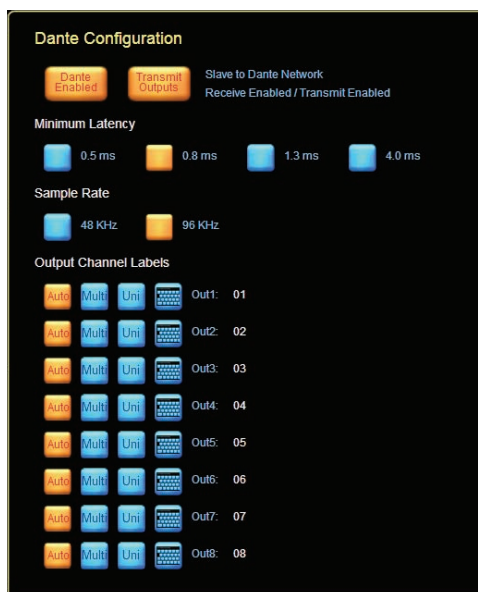 Dante Configuration
Dante Enabled
Transmit Outputs
Slave to Dante Network
Receive Enabled / Transmit Enabled
Minimum Latency
0.5 ms 0.8 ms 1.3 ms 4.0 ms
Sample Rate
48 KHz 96 KHz
Output Channel Labels
Auto Multi Uni Out1: 01
Auto Multi Uni Out2: 02
Auto Multi Uni Out3: 03
Auto Multi Uni Out4: 04
Auto Multi Uni Out5: 05
Auto Multi Uni Out6: 06
Auto Multi Uni Out7: 07
Auto Multi Uni Out8: 08